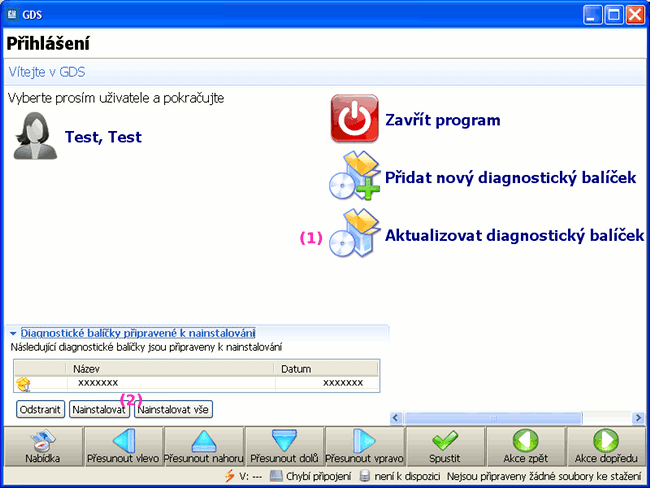 GDS
Přihlášení
Vítejte v GDS
Vyberte prosím uživatele a pokračujte
Test, Test
Zavřít program
Přidat nový diagnostický balíček
(1) Aktualizovat diagnostický balíček
Diagnostické balíčky připravené k nainstalování
Následující diagnostické balíčky jsou připraveny k nainstalování
Název Datum
xxxxxxx xxxxxxx
(2)
Odstranit Nainstalovat Nainstalovat vše
Nabídka Přesunout vlevo Přesunout nahoru Přesunout dolů Přesunout vpravo Spustit Akce zpět Akce dopředu
V: --- Chybí připojení není k dispozici Nejsou připraveny žádné soubory ke stažení